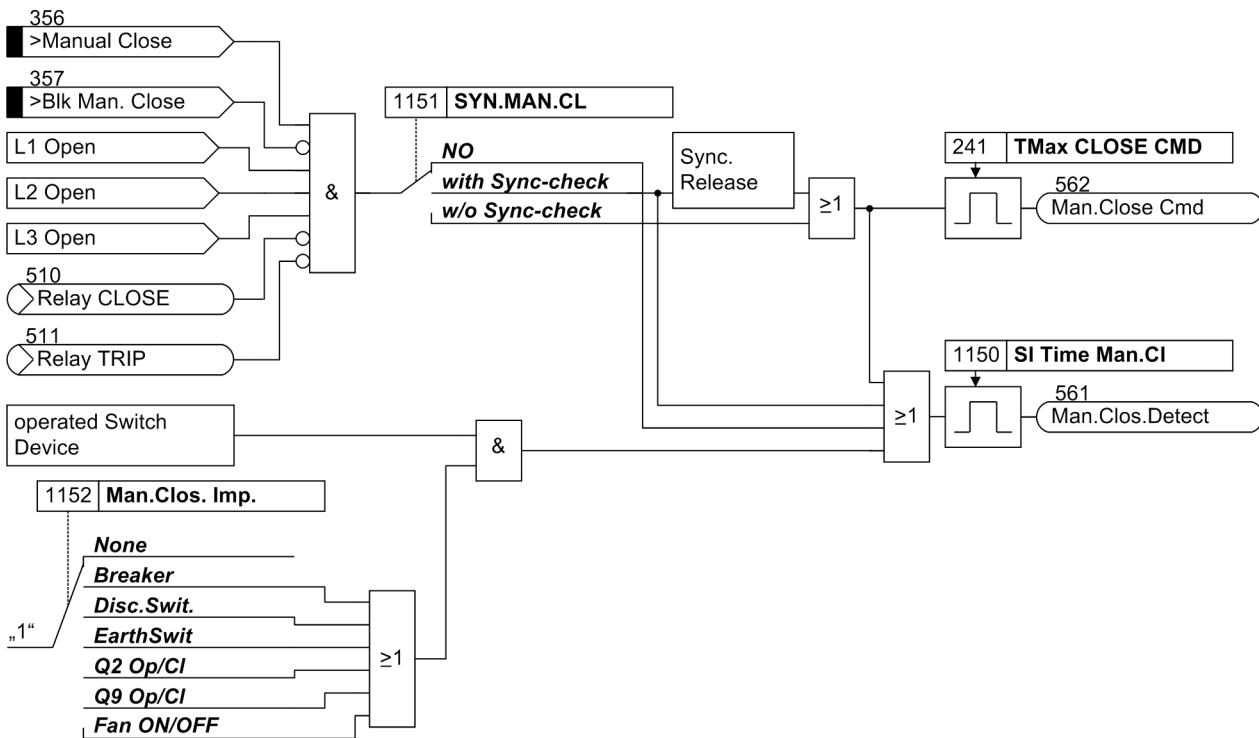 356
>Manual Close
357
>Blk Man. Close
L1 Open
L2 Open
L3 Open
510
Relay CLOSE
511
Relay TRIP
&
1151 SYN.MAN.CL
NO
with Sync-check
w/o Sync-check
Sync.
Release
≥1
241 TMax CLOSE CMD
562
Man.Close Cmd
1150 SI Time Man.Cl
561
Man.Clos.Detect
≥1
operated Switch
Device
&
1152 Man.Clos. Imp.
None
Breaker
Disc.Swit.
EarthSwit
Q2 Op/Cl
Q9 Op/Cl
Fan ON/OFF
„1“
≥1